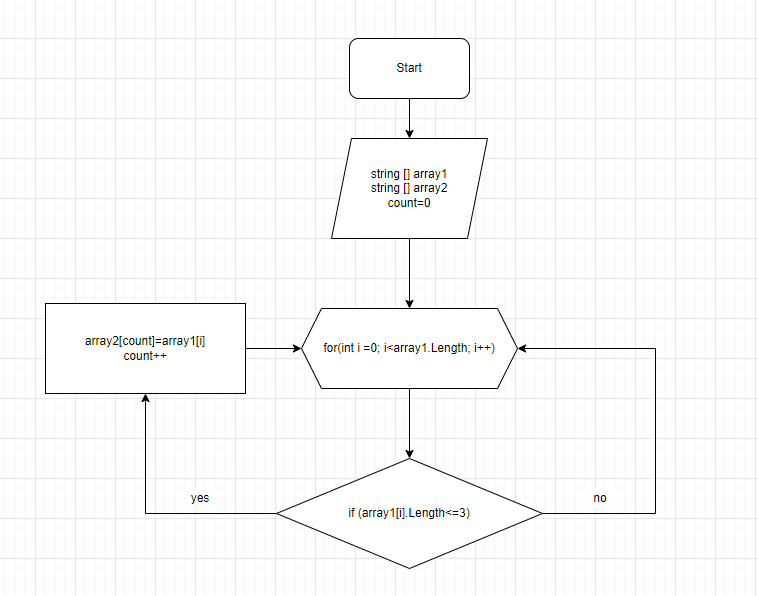 Start
string [] array1
string [] array2
count=0
array2[count]=array1[i]
count++
for(int i =0; i<array1.Length; i++)
yes
no
if (array1[i].Length<=3)